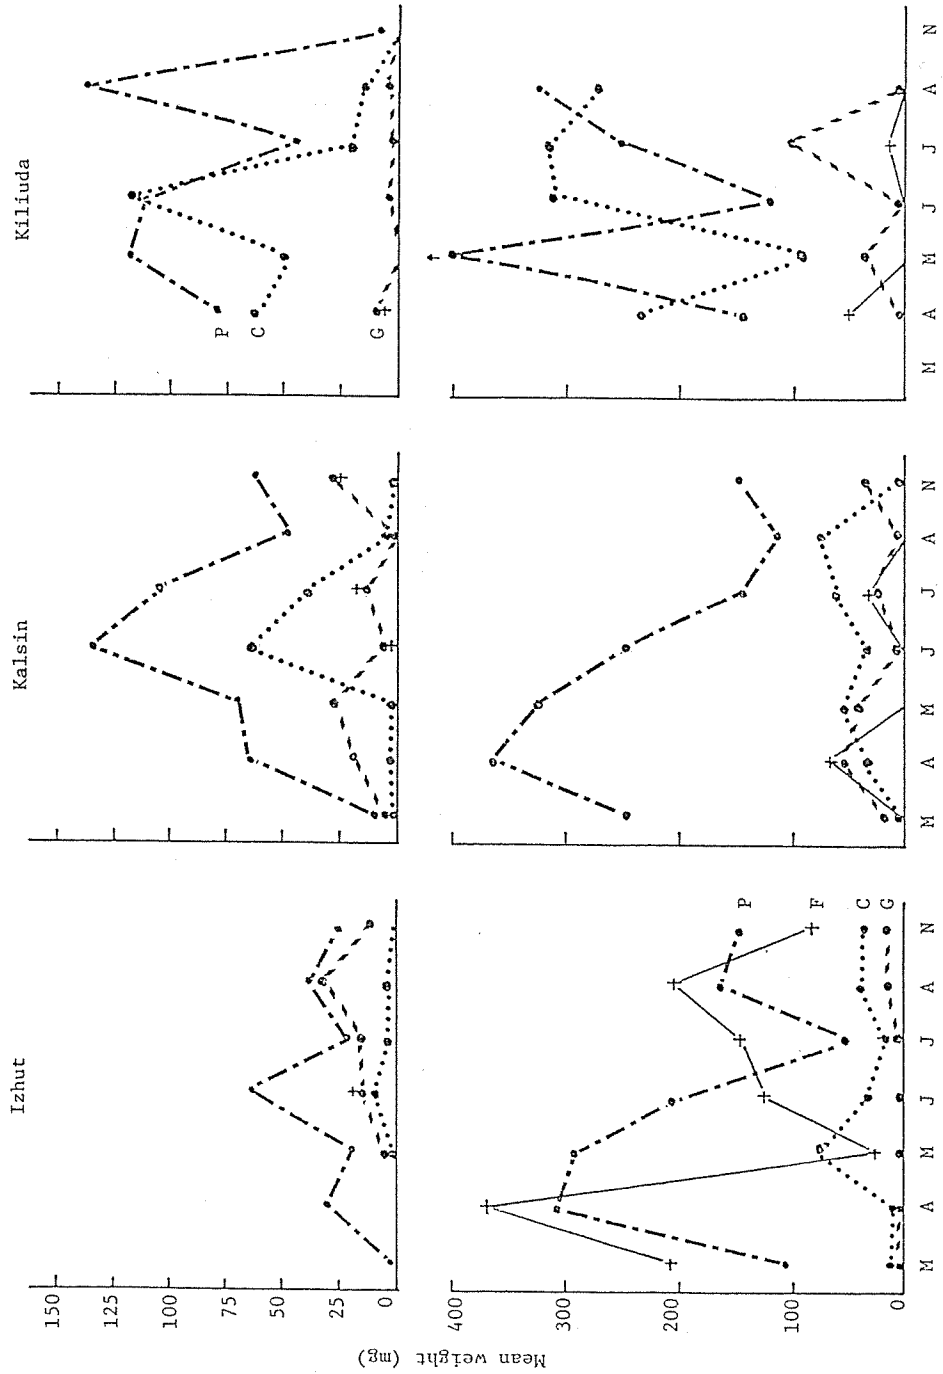 Izhut
Kalsin
Kiliuda
150
125
100
75
50
25
0
P
C
G
Mean weight (mg)
400
300
200
100
0
P
F
C
G
M A M J J A N
M A M J J A N
M A M J J A N